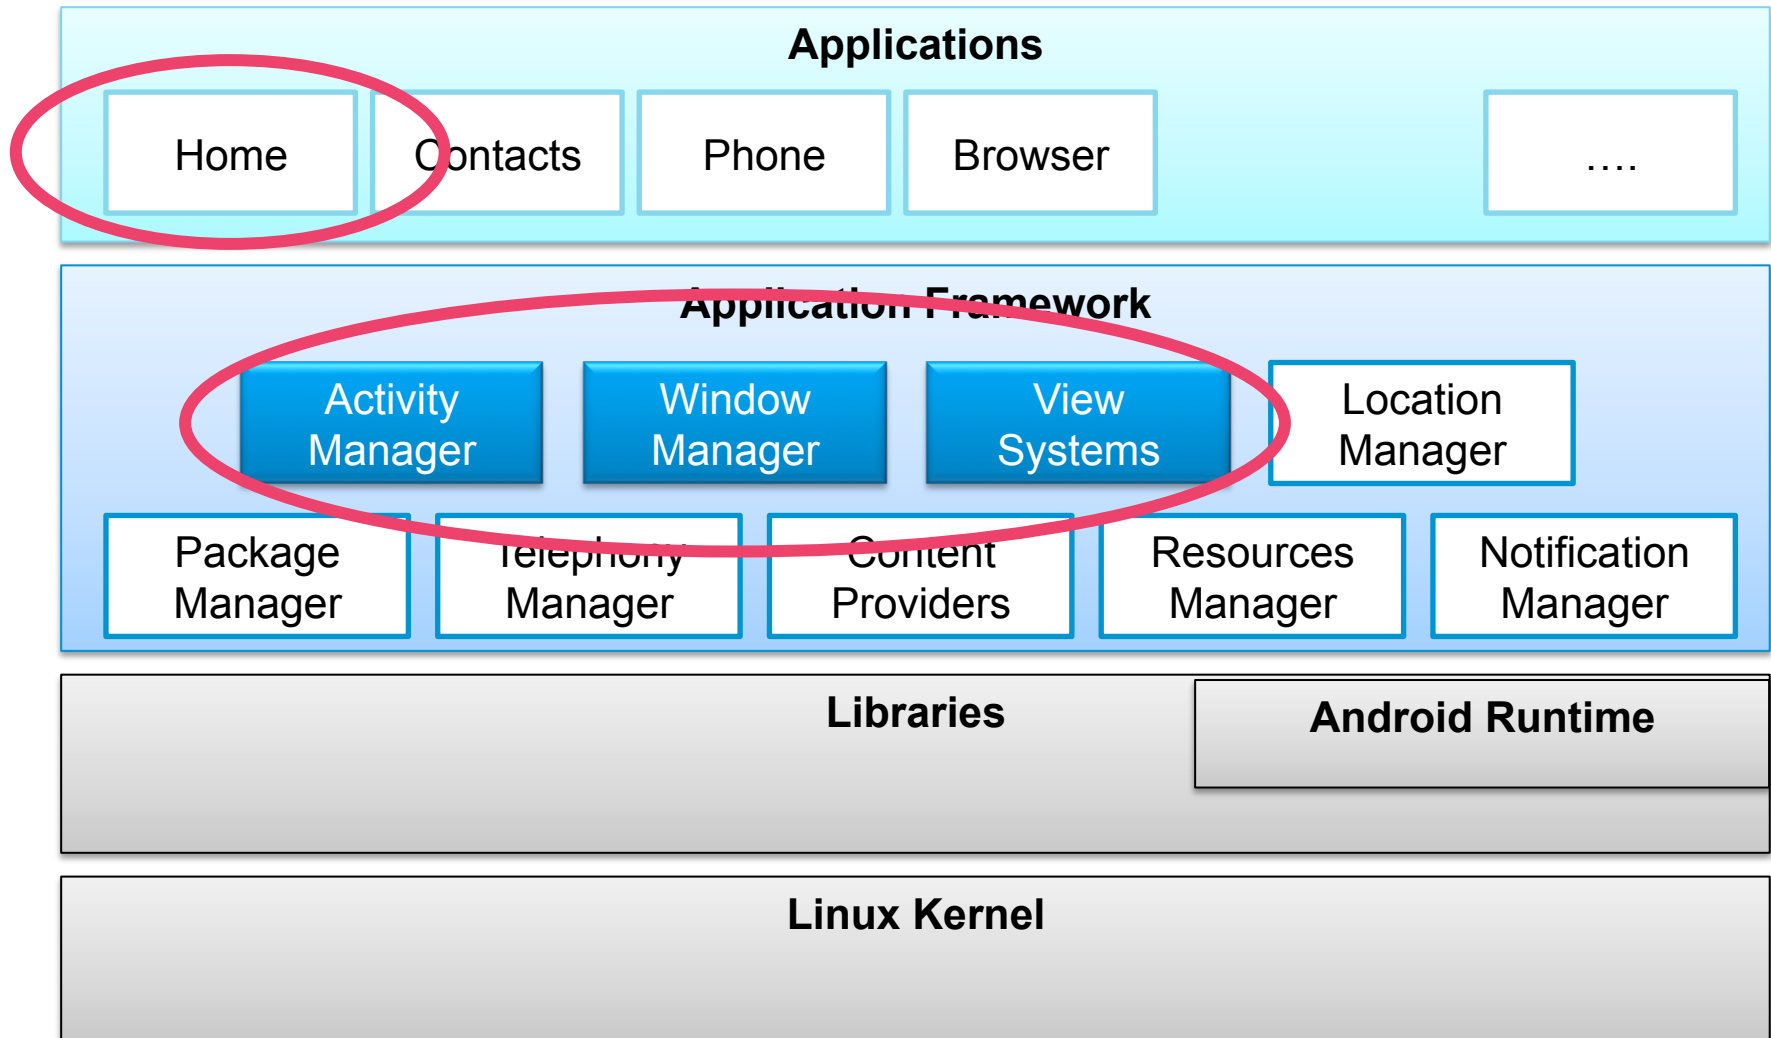 Applications
Home
Contacts
Phone
Browser
....
Application Framework
Activity
Manager
Window
Manager
View
Systems
Location
Manager
Package
Manager
Telephony
Manager
Content
Providers
Resources
Manager
Notification
Manager
Libraries
Android Runtime
Linux Kernel